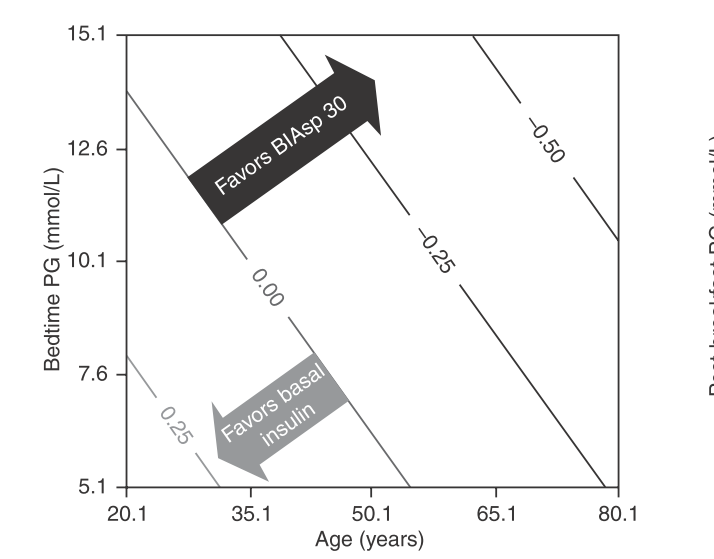 15.1
12.6
10.1
7.6
5.1
Bedtime PG (mmol/L)
Favors BIAsp 30
–0.50
–0.25
0.00
Favors basal
insulin
0.25
20.1 35.1 50.1 65.1 80.1
Age (years)